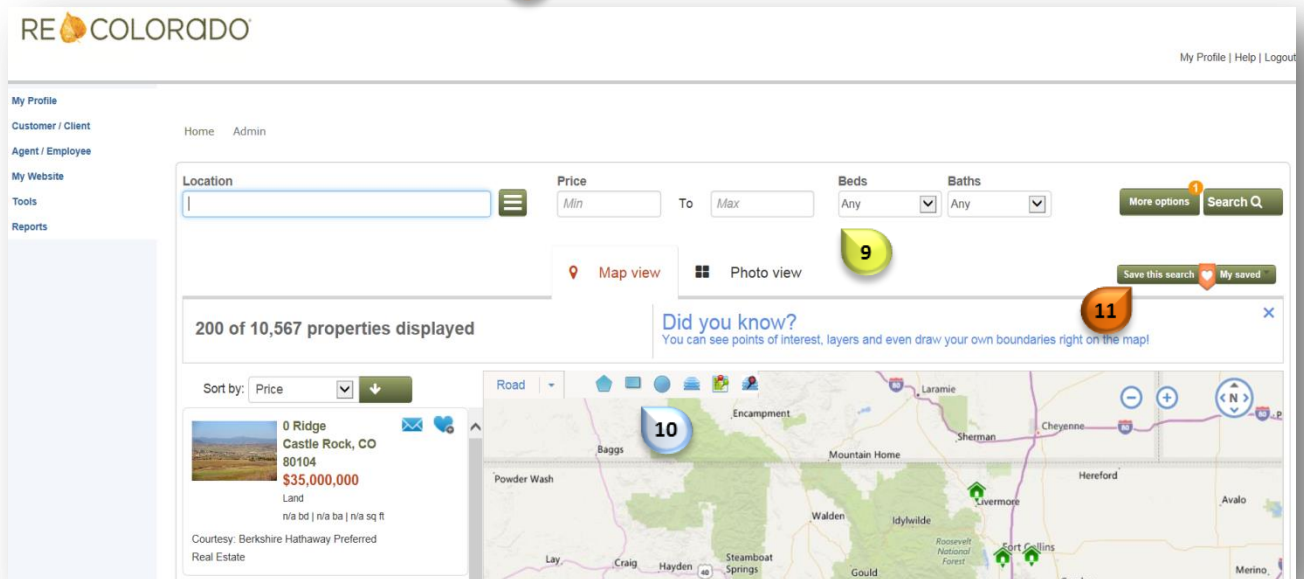 RE COLORADO
My Profile | Help | Logout
My Profile
Customer / Client
Agent / Employee
My Website
Tools
Reports
Home Admin
Location
Price
Beds
Baths
Min To Max
Any
Any
More options
1
Search
9
Map view
Photo view
Save this search
My saved
11
200 of 10,567 properties displayed
Did you know?
You can see points of interest, layers and even draw your own boundaries right on the map!
Sort by: Price
0 Ridge
Castle Rock, CO
80104
$35,000,000
Land
n/a bd | n/a ba | n/a sq ft
Courtesy: Berkshire Hathaway Preferred
Real Estate
Road
10
N
Laramie
80
Encampment
Cheyenne
80
80
Sherman
Baggs
Mountain Home
Powder Wash
Hereford
Livermore
Avalo
Walden
Idylwilde
Roosevelt
National
Forest
Fort Collins
Lay
Craig
Hayden
40
Steamboat
Springs
Gould
Merino